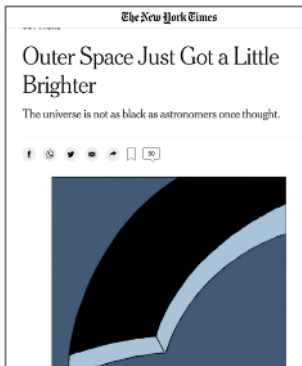 The New York Times
Outer Space Just Got a Little
Brighter
The universe is not as black as astronomers once thought.
50